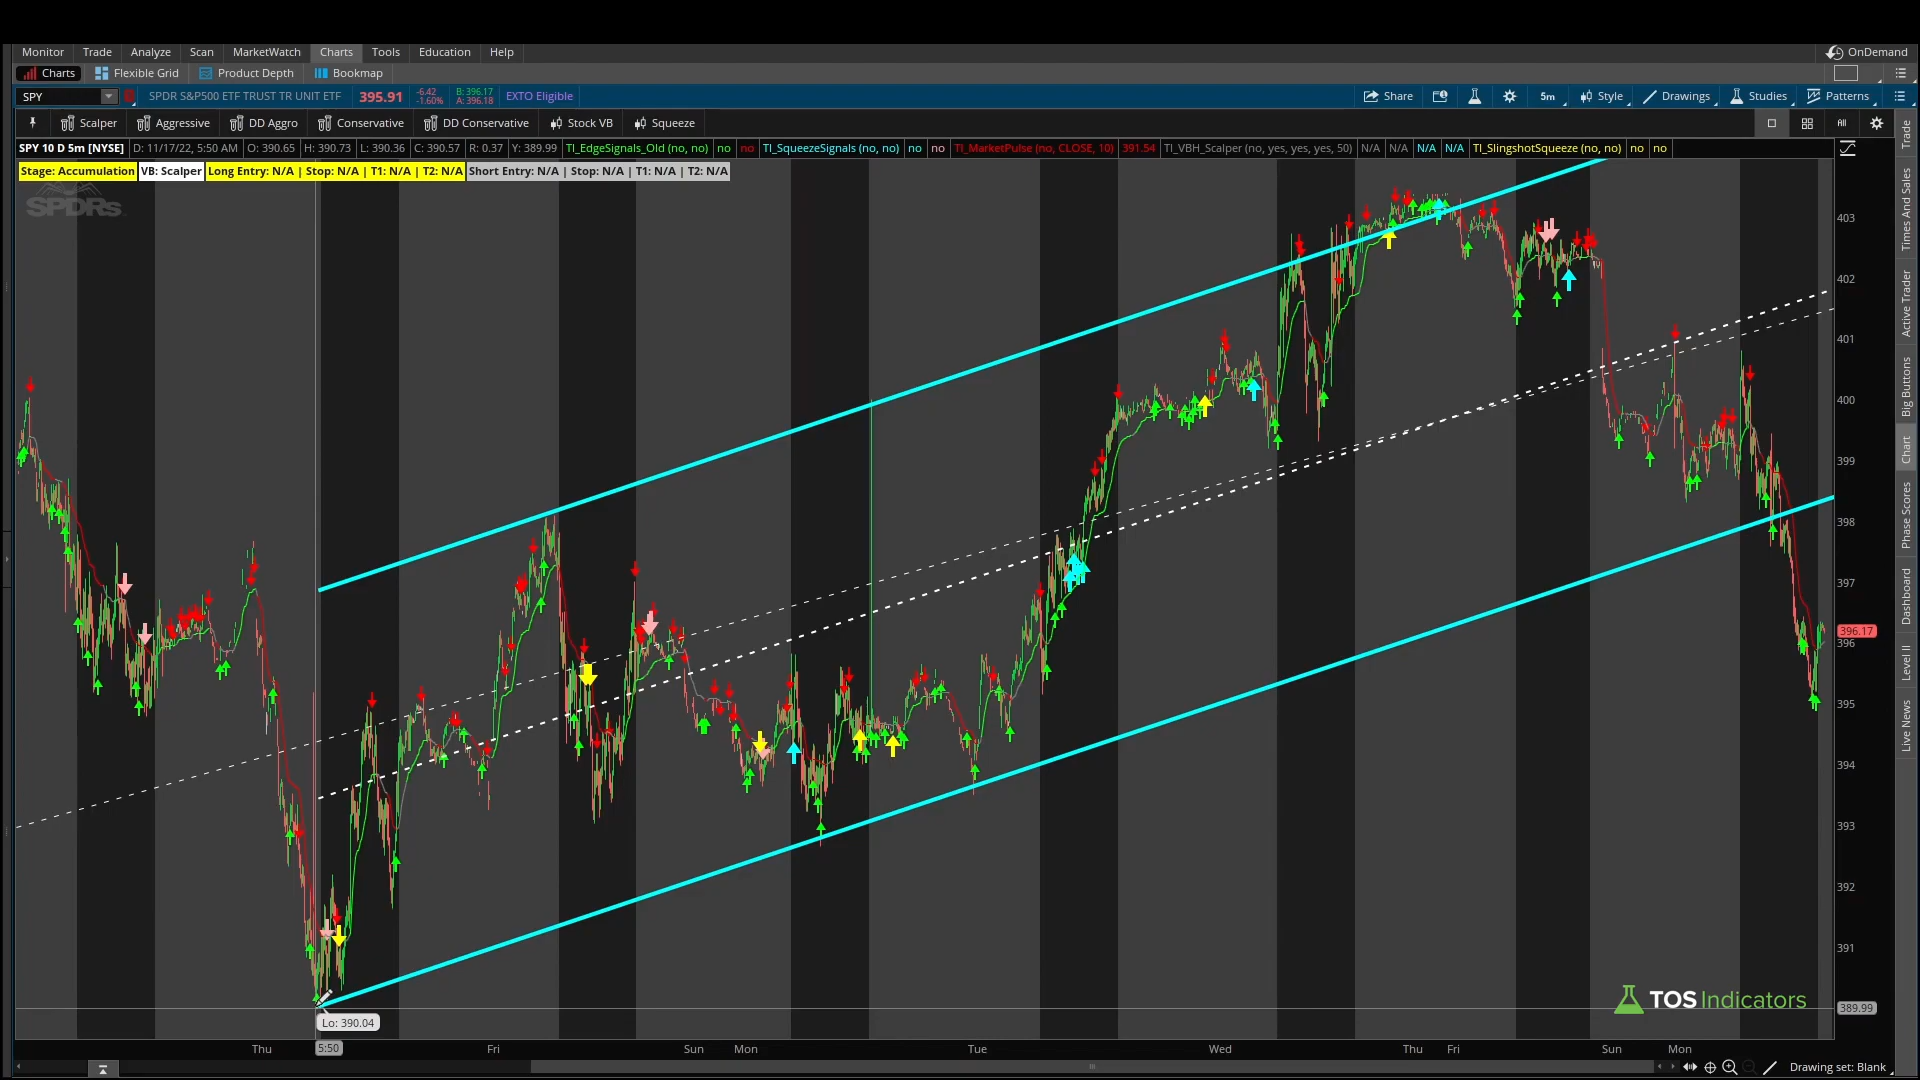 Monitor Trade Analyze Scan MarketWatch Charts Tools Education Help OnDemand
Charts Flexible Grid Product Depth Bookmap
SPY SPDR S&P500 ETF TRUST TR UNIT ETF 395.91 -6.42 -1.60% B: 396.17 A: 396.18 EXTO Eligible Share 5m Style Drawings Studies Patterns
Scalper Aggressive DD Aggro Conservative DD Conservative Stock VB Squeeze All
SPY 10 D 5m [NYSE] D: 11/17/22, 5:50 AM O: 390.65 H: 390.73 L: 390.36 C: 390.57 R: 0.37 Y: 389.99 TI_EdgeSignals_Old (no, no) no no TI_SqueezeSignals (no, no) no no TI_MarketPulse (no, CLOSE, 10) 391.54 TI_VBH_Scalper (no, yes, yes, yes, 50) N/A N/A N/A N/A TI_SlingshotSqueeze (no, no) no no
Stage: Accumulation VB: Scalper Long Entry: N/A | Stop: N/A | T1: N/A | T2: N/A Short Entry: N/A | Stop: N/A | T1: N/A | T2: N/A
SPDRs
403
402
401
400
399
398
397
396.17
396
395
394
393
392
391
389.99
Lo: 390.04
TOS Indicators
Thu 5:50 Fri Sun Mon Tue Wed Thu Fri Sun Mon
Drawing set: Blank
Trade
Times And Sales
Active Trader
Big Buttons
Chart
Phase Scores
Dashboard
Level II
Live News